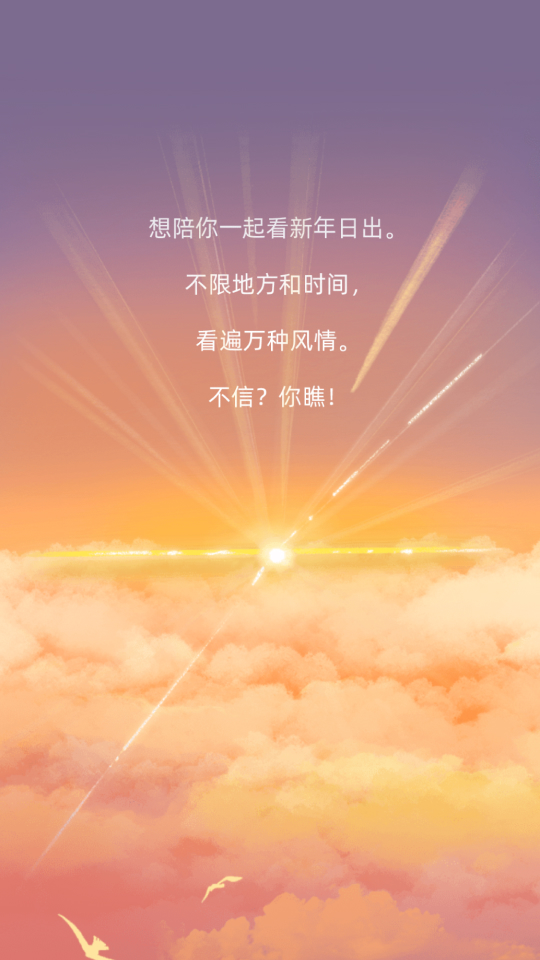 想陪你一起看新年日出。
不限地方和时间，
看遍万种风情。
不信？你瞧！